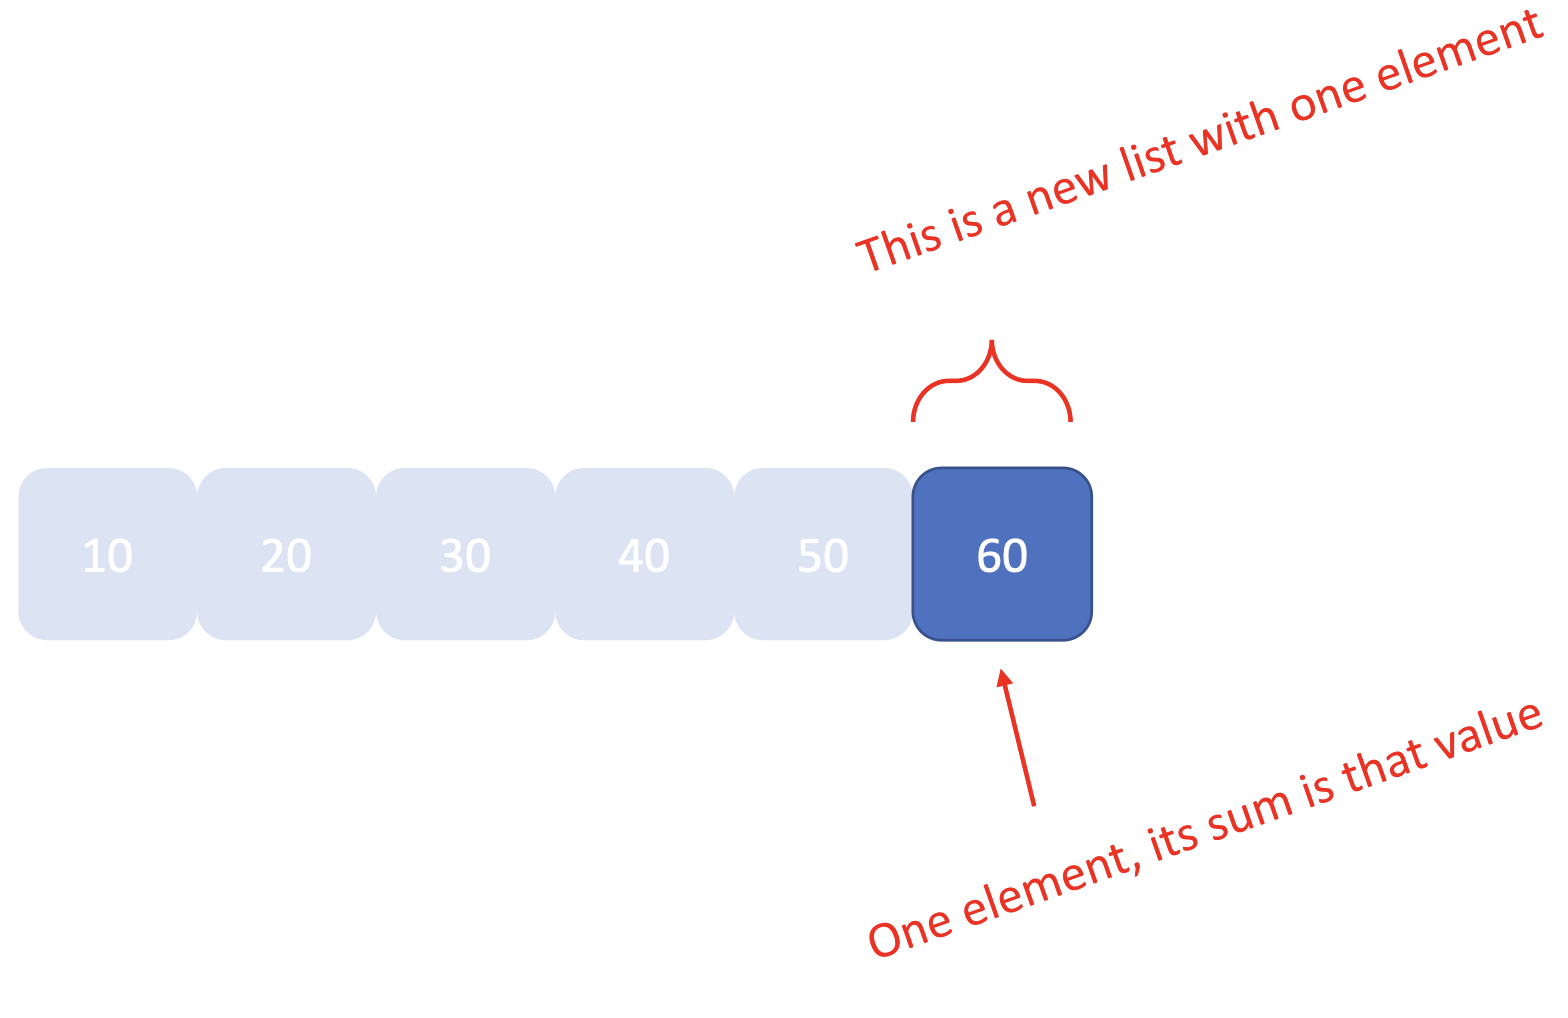 This is a new list with one element
10 20 30 40 50 60
One element, its sum is that value